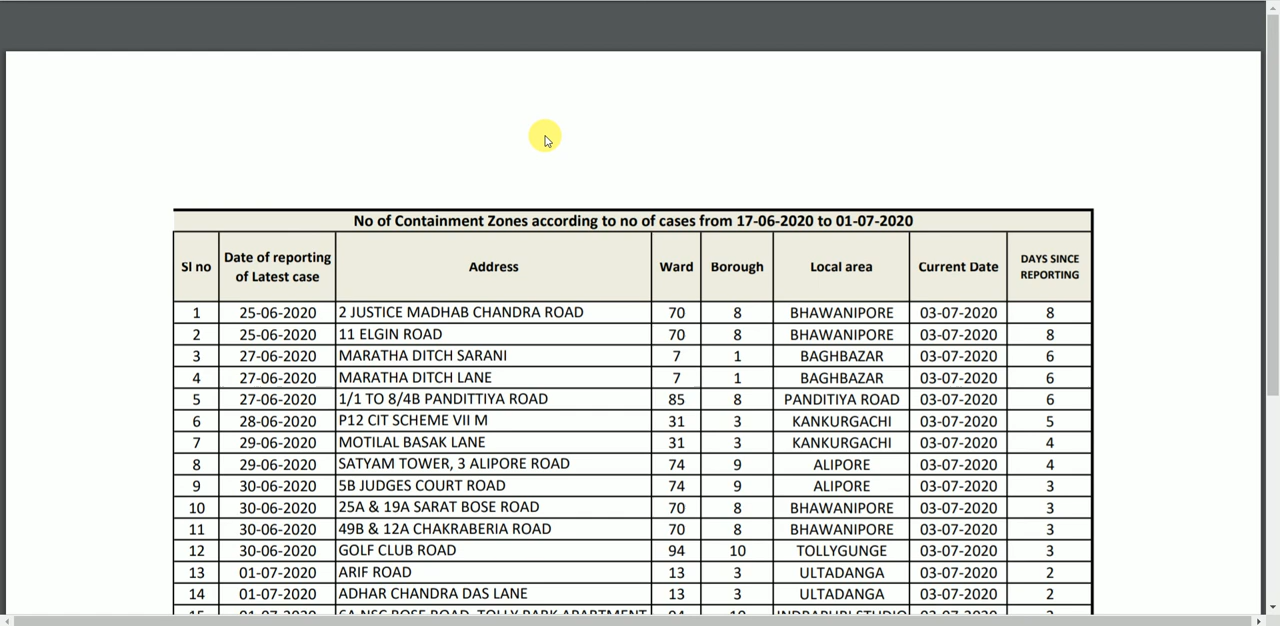 No of Containment Zones according to no of cases from 17-06-2020 to 01-07-2020
Sl no Date of reporting of Latest case Address Ward Borough Local area Current Date DAYS SINCE REPORTING
1 25-06-2020 2 JUSTICE MADHAB CHANDRA ROAD 70 8 BHAWANIPORE 03-07-2020 8
2 25-06-2020 11 ELGIN ROAD 70 8 BHAWANIPORE 03-07-2020 8
3 27-06-2020 MARATHA DITCH SARANI 7 1 BAGHBAZAR 03-07-2020 6
4 27-06-2020 MARATHA DITCH LANE 7 1 BAGHBAZAR 03-07-2020 6
5 27-06-2020 1/1 TO 8/4B PANDITTIYA ROAD 85 8 PANDITIYA ROAD 03-07-2020 6
6 28-06-2020 P12 CIT SCHEME VII M 31 3 KANKURGACHI 03-07-2020 5
7 29-06-2020 MOTILAL BASAK LANE 31 3 KANKURGACHI 03-07-2020 4
8 29-06-2020 SATYAM TOWER, 3 ALIPORE ROAD 74 9 ALIPORE 03-07-2020 4
9 30-06-2020 5B JUDGES COURT ROAD 74 9 ALIPORE 03-07-2020 3
10 30-06-2020 25A & 19A SARAT BOSE ROAD 70 8 BHAWANIPORE 03-07-2020 3
11 30-06-2020 49B & 12A CHAKRABERIA ROAD 70 8 BHAWANIPORE 03-07-2020 3
12 30-06-2020 GOLF CLUB ROAD 94 10 TOLLYGUNGE 03-07-2020 3
13 01-07-2020 ARIF ROAD 13 3 ULTADANGA 03-07-2020 2
14 01-07-2020 ADHAR CHANDRA DAS LANE 13 3 ULTADANGA 03-07-2020 2